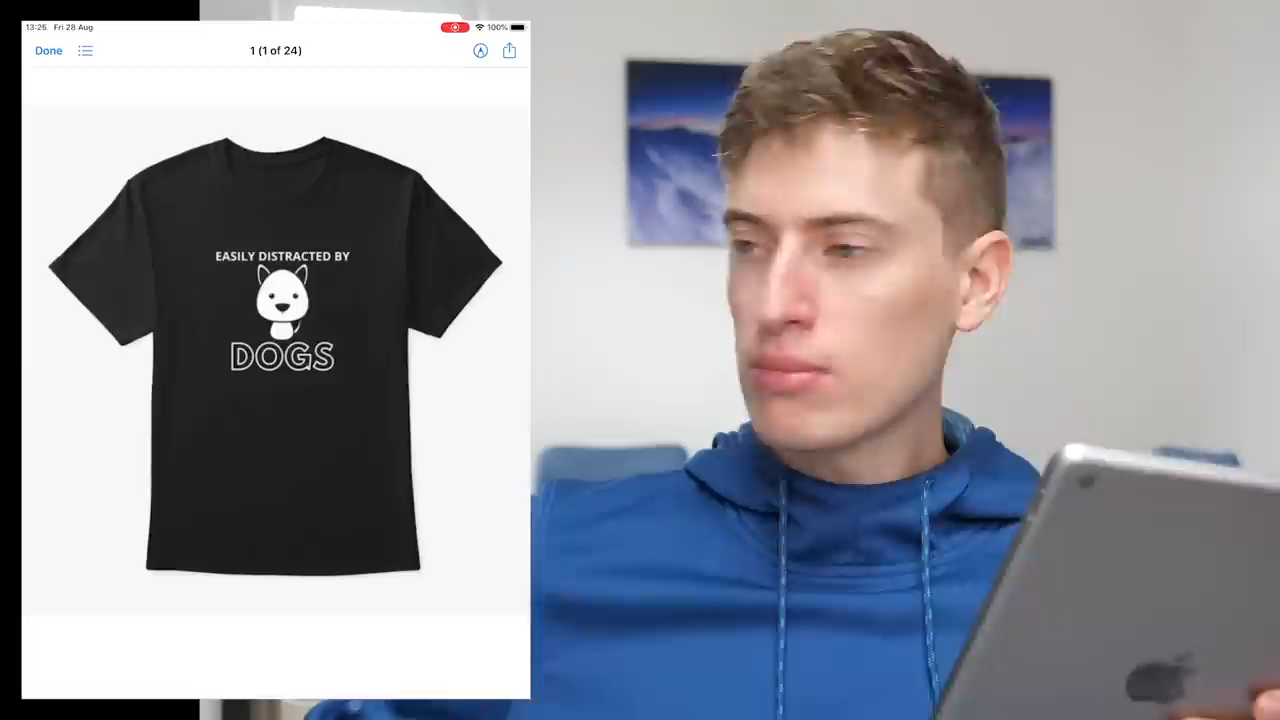 13:25 Fri 28 Aug
100%
Done
1 (1 of 24)
EASILY DISTRACTED BY
DOGS